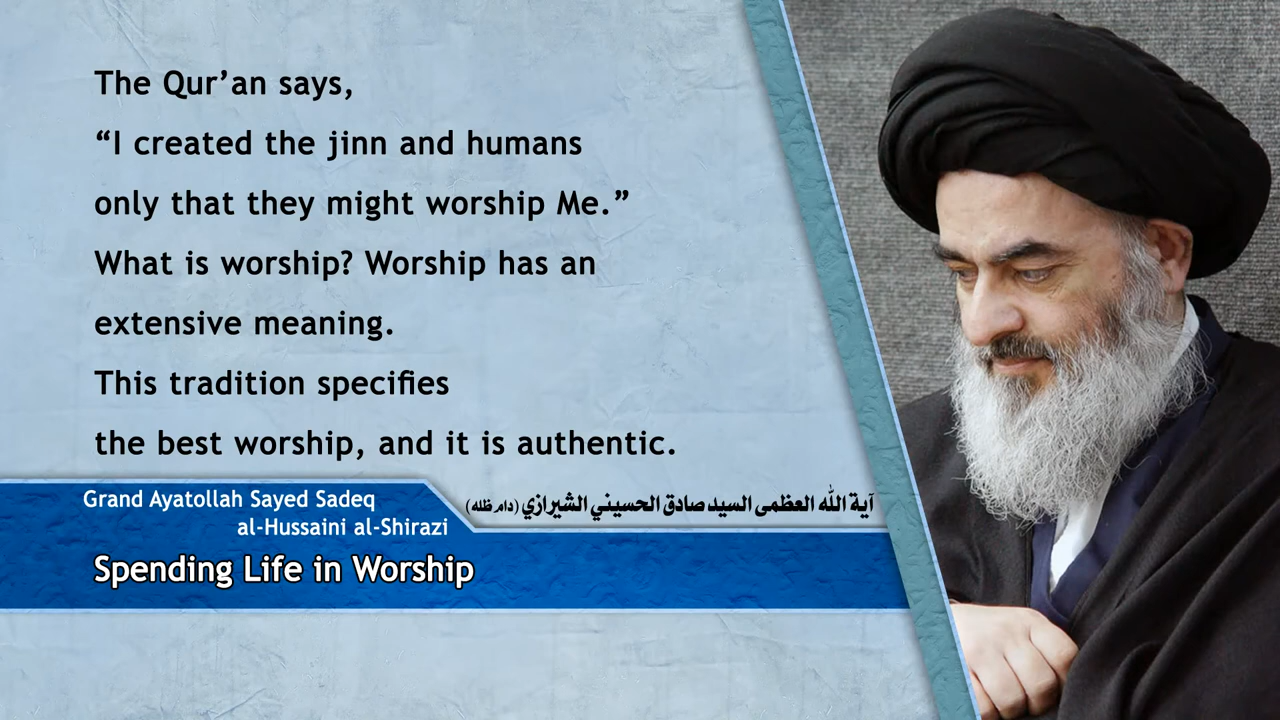 The Qur’an says,
“I created the jinn and humans
only that they might worship Me.”
What is worship? Worship has an
extensive meaning.
This tradition specifies
the best worship, and it is authentic.
Grand Ayatollah Sayed Sadeq
al-Hussaini al-Shirazi
آية الله العظمى السيد صادق الحسيني الشيرازي (دام ظله)
Spending Life in Worship